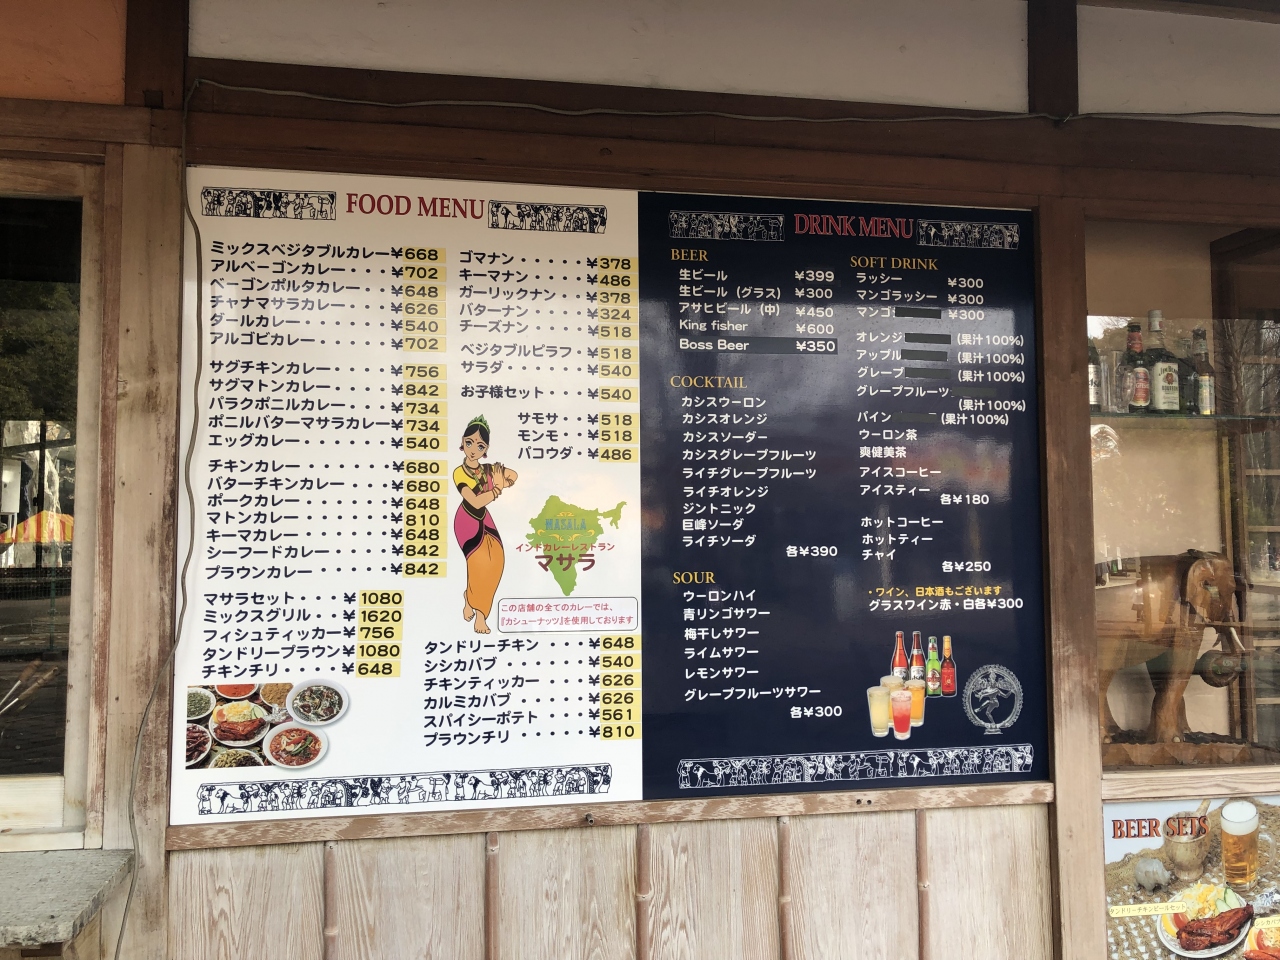 FOOD MENU
ミックスベジタブルカレー¥668
アルベーゴンカレー・・・¥702
ベーゴンポルタカレー・・¥648
チャナマサラカレー・・・¥626
ダールカレー・・・・・・¥540
アルゴビカレー・・・・・¥702
サグチキンカレー・・・・¥756
サグマトンカレー・・・・¥842
パラクポニルカレー・・・¥734
ポニルバターマサラカレー¥734
エッグカレー・・・・・・¥540
チキンカレー・・・・・・¥680
バターチキンカレー・・・¥680
ポークカレー・・・・・・¥648
マトンカレー・・・・・・¥810
キーマカレー・・・・・・¥648
シーフードカレー・・・・¥842
プラウンカレー・・・・・¥842
マサラセット・・・¥1080
ミックスグリル・・¥1620
フィシュティッカー¥756
タンドリープラウン¥1080
チキンチリ・・・・¥648
ゴマナン・・・・・¥378
キーマナン・・・・¥486
ガーリックナン・・¥378
バターナン・・・・¥324
チーズナン・・・・¥518
ベジタブルピラフ・¥518
サラダ・・・・・・¥540
お子様セット・・・¥540
サモサ・・¥518
モンモ・・¥518
パコウダ・¥486
MASALA
インドカレーレストラン
マサラ
この店舗の全てのカレーでは、
『カシューナッツ』を使用しております
タンドリーチキン・・・¥648
シシカバブ・・・・・・¥540
チキンティッカー・・・¥626
カルミカバブ・・・・・¥626
スパイシーポテト・・・¥561
プラウンチリ・・・・・¥810
DRINK MENU
BEER
生ビール ¥399
生ビール（グラス） ¥300
アサヒビール（中） ¥450
King fisher ¥600
Boss Beer ¥350
COCKTAIL
カシスウーロン
カシスオレンジ
カシスソーダー
カシスグレープフルーツ
ライチグレープフルーツ
ライチオレンジ
ジントニック
巨峰ソーダ
ライチソーダ
各¥390
SOUR
ウーロンハイ
青リンゴサワー
梅干しサワー
ライムサワー
レモンサワー
グレープフルーツサワー
各¥300
SOFT DRINK
ラッシー ¥300
マンゴラッシー ¥300
マンゴ ¥300
オレンジ （果汁100%）
アップル （果汁100%）
グレープ （果汁100%）
グレープフルーツ
（果汁100%）
パイン （果汁100%）
ウーロン茶
爽健美茶
アイスコーヒー
アイスティー
各¥180
ホットコーヒー
ホットティー
チャイ
各¥250
・ワイン、日本酒もございます
グラスワイン赤・白各¥300
BEER SETS
タンドリーチキンビールセット